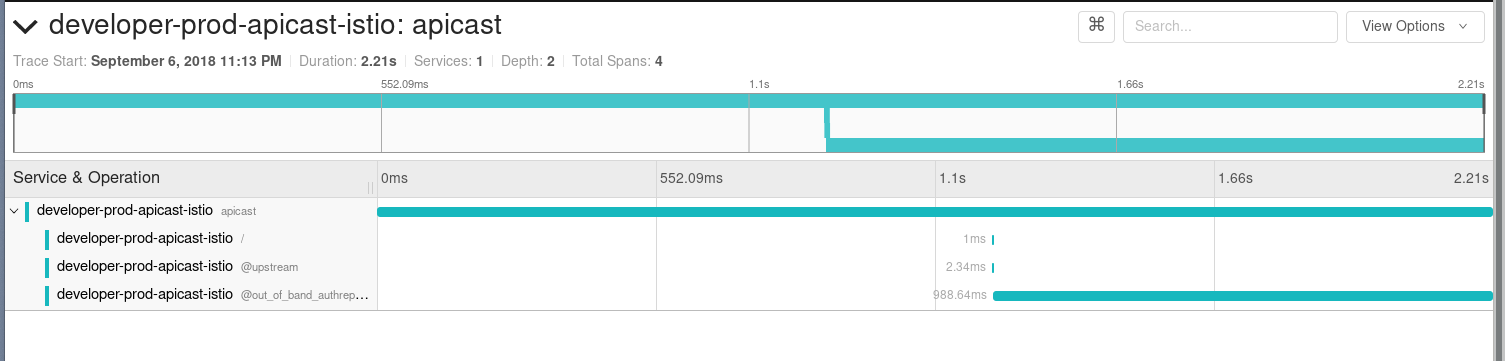 developer-prod-apicast-istio: apicast
⌘ Search... View Options
Trace Start: September 6, 2018 11:13 PM Duration: 2.21s Services: 1 Depth: 2 Total Spans: 4
0ms 552.09ms 1.1s 1.66s 2.21s
Service & Operation 0ms 552.09ms 1.1s 1.66s 2.21s
developer-prod-apicast-istio apicast
developer-prod-apicast-istio / 1ms
developer-prod-apicast-istio @upstream 2.34ms
developer-prod-apicast-istio @out_of_band_authrep… 988.64ms